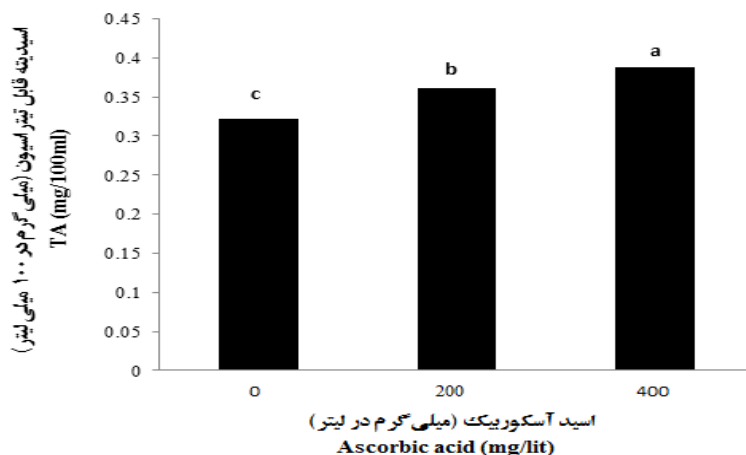 اسیدیته قابل تیتراسیون (میلی گرم در ۱۰۰ میلی لیتر)
TA (mg/100ml)
0.45
0.4
0.35
0.3
0.25
0.2
0.15
0.1
0.05
0
c
b
a
0
200
400
اسید آسکوربیک (میلی‌گرم در لیتر)
Ascorbic acid (mg/lit)